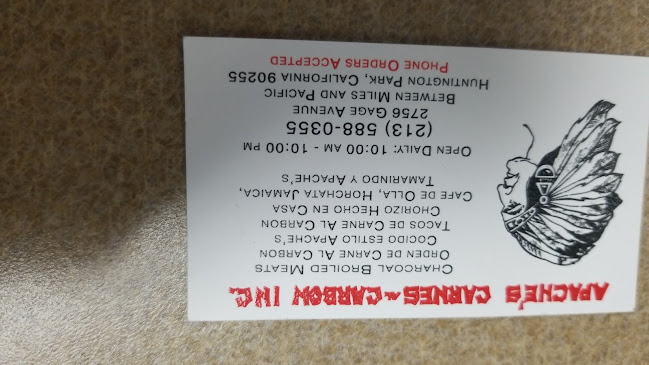 APACHE'S CARNES AL CARBON INC.
CHARCOAL BROILED MEATS
ORDEN DE CARNE AL CARBON
COCIDO ESTILO APACHE'S
TACOS DE CARNE AL CARBON
CHORIZO HECHO EN CASA
CAFE DE OLLA, HORCHATA JAMAICA,
TAMARINDO Y APACHE'S
OPEN DAILY: 10:00 AM - 10:00 PM
(213) 588-0355
2756 GAGE AVENUE
BETWEEN MILES AND PACIFIC
HUNTINGTON PARK, CALIFORNIA 90255
PHONE ORDERS ACCEPTED